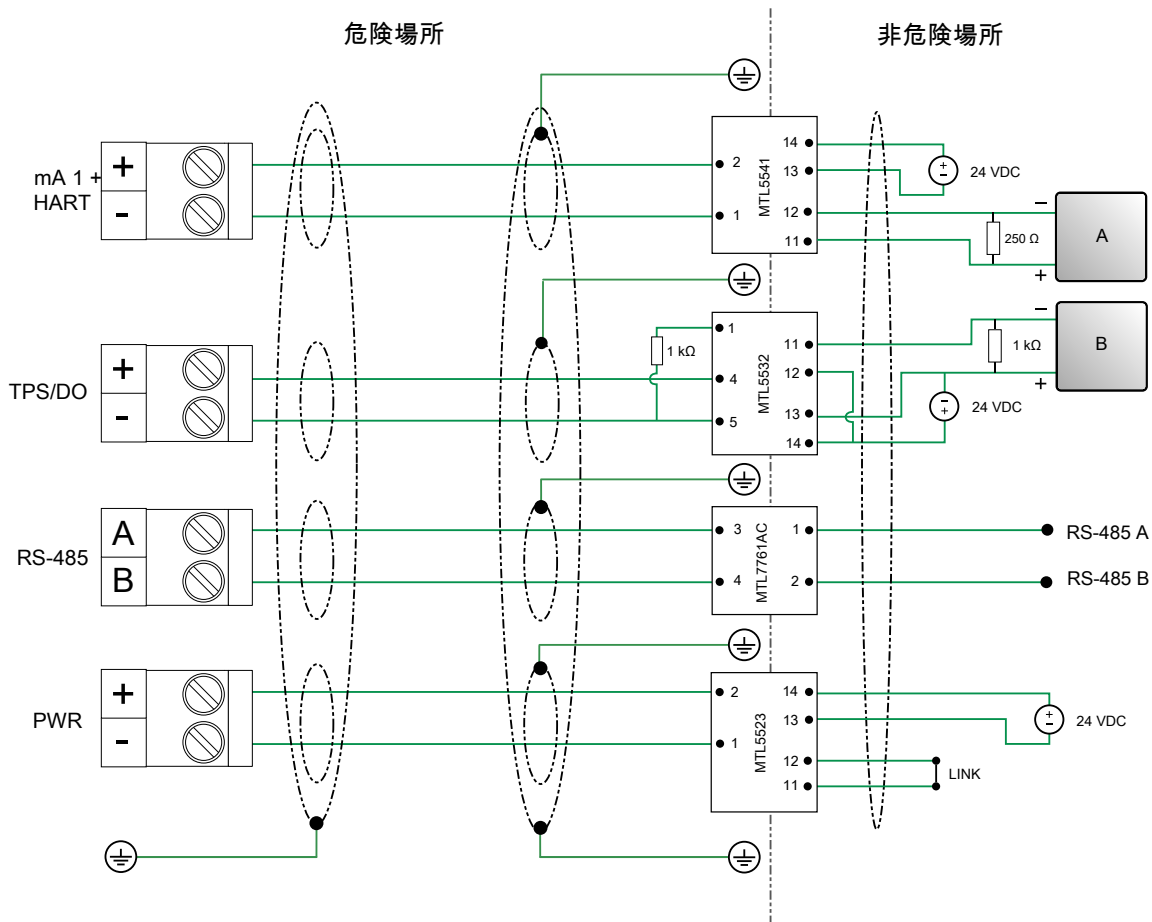 危険場所
非危険場所
mA 1 +
HART
+
-
2
1
MTL5541
14
13
12
11
24 VDC
250 Ω
−
+
A
TPS/DO
+
-
1 kΩ
1
4
5
MTL5532
11
12
13
14
1 kΩ
24 VDC
−
+
B
RS-485
A
B
3
4
MTL7761AC
1
2
RS-485 A
RS-485 B
PWR
+
-
2
1
MTL5523
14
13
12
11
24 VDC
LINK